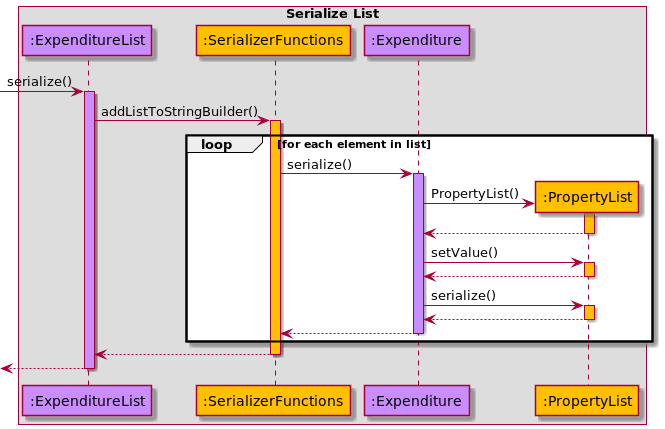 Serialize List
:ExpenditureList
:SerializerFunctions
:Expenditure
serialize()
addListToStringBuilder()
loop
[for each element in list]
serialize()
PropertyList()
:PropertyList
setValue()
serialize()
:ExpenditureList
:SerializerFunctions
:Expenditure
:PropertyList